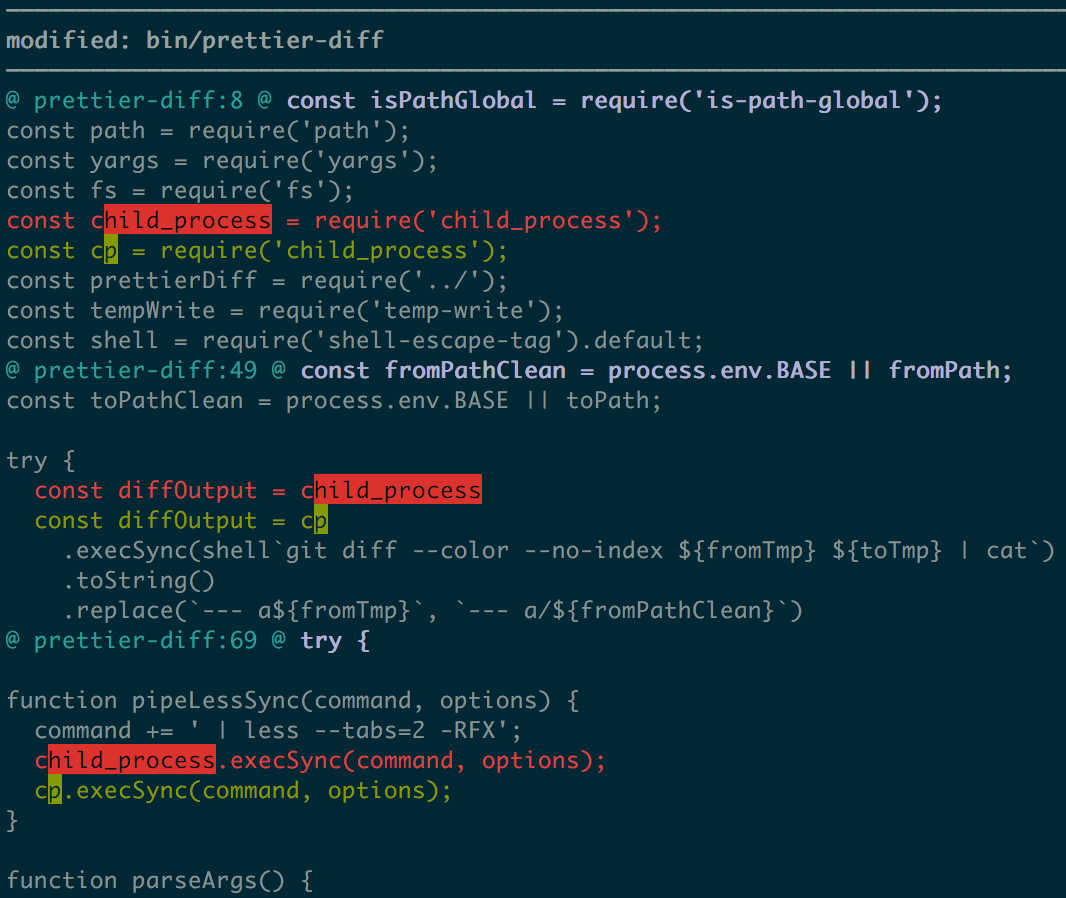 modified: bin/prettier-diff
@ prettier-diff:8 @ const isPathGlobal = require('is-path-global');
const path = require('path');
const yargs = require('yargs');
const fs = require('fs');
const child_process = require('child_process');
const cp = require('child_process');
const prettierDiff = require('../');
const tempWrite = require('temp-write');
const shell = require('shell-escape-tag').default;
@ prettier-diff:49 @ const fromPathClean = process.env.BASE || fromPath;
const toPathClean = process.env.BASE || toPath;
try {
  const diffOutput = child_process
  const diffOutput = cp
    .execSync(shell`git diff --color --no-index ${fromTmp} ${toTmp} | cat`)
    .toString()
    .replace(`--- a${fromTmp}`, `--- a/${fromPathClean}`)
@ prettier-diff:69 @ try {
function pipeLessSync(command, options) {
  command += ' | less --tabs=2 -RFX';
  child_process.execSync(command, options);
  cp.execSync(command, options);
}
function parseArgs() {